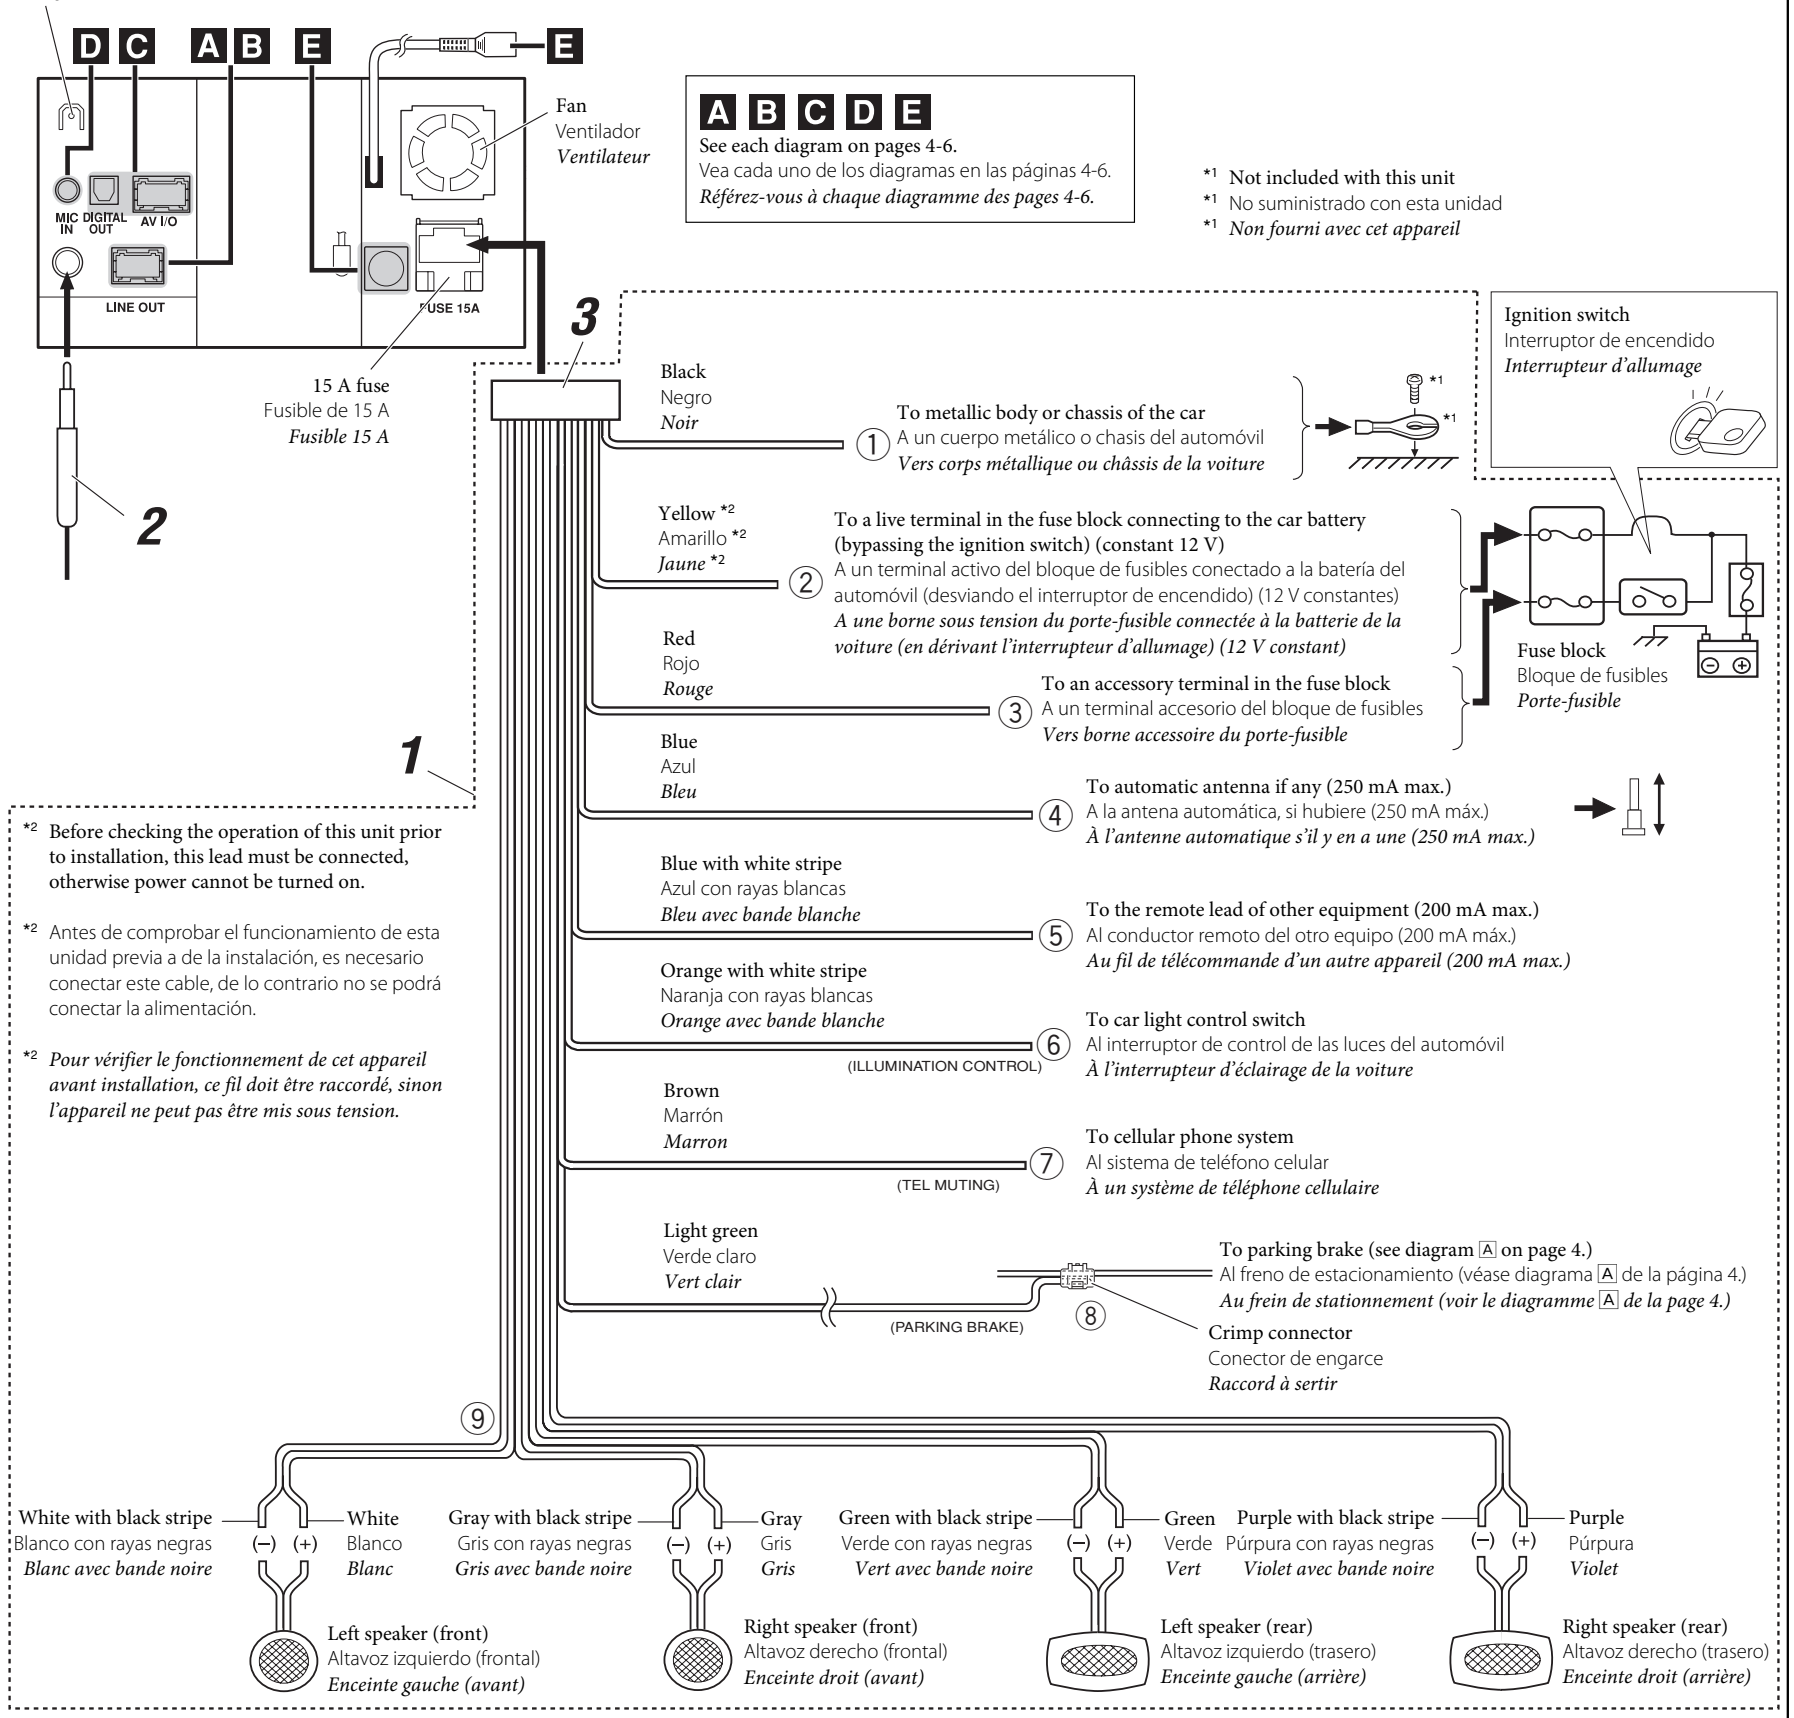 D C A B E E
Fan
Ventilador
Ventilateur
A B C D E
See each diagram on pages 4-6.
Vea cada uno de los diagramas en las páginas 4-6.
Référez-vous à chaque diagramme des pages 4-6.
*1 Not included with this unit
*1 No suministrado con esta unidad
*1 Non fourni avec cet appareil
MIC IN
DIGITAL OUT
AV I/O
LINE OUT
FUSE 15A
15 A fuse
Fusible de 15 A
Fusible 15 A
2
3
Ignition switch
Interruptor de encendido
Interrupteur d'allumage
Black
Negro
Noir
1
To metallic body or chassis of the car
A un cuerpo metálico o chasis del automóvil
Vers corps métallique ou châssis de la voiture
*1
*1
Yellow *2
Amarillo *2
Jaune *2
2
To a live terminal in the fuse block connecting to the car battery
(bypassing the ignition switch) (constant 12 V)
A un terminal activo del bloque de fusibles conectado a la batería del
automóvil (desviando el interruptor de encendido) (12 V constantes)
A une borne sous tension du porte-fusible connectée à la batterie de la
voiture (en dérivant l'interrupteur d'allumage) (12 V constant)
Fuse block
Bloque de fusibles
Porte-fusible
Red
Rojo
Rouge
3
To an accessory terminal in the fuse block
A un terminal accesorio del bloque de fusibles
Vers borne accessoire du porte-fusible
1
Blue
Azul
Bleu
4
To automatic antenna if any (250 mA max.)
A la antena automática, si hubiere (250 mA máx.)
À l'antenne automatique s'il y en a une (250 mA max.)
*2 Before checking the operation of this unit prior
to installation, this lead must be connected,
otherwise power cannot be turned on.
*2 Antes de comprobar el funcionamiento de esta
unidad previa a de la instalación, es necesario
conectar este cable, de lo contrario no se podrá
conectar la alimentación.
*2 Pour vérifier le fonctionnement de cet appareil
avant installation, ce fil doit être raccordé, sinon
l'appareil ne peut pas être mis sous tension.
Blue with white stripe
Azul con rayas blancas
Bleu avec bande blanche
5
To the remote lead of other equipment (200 mA max.)
Al conductor remoto del otro equipo (200 mA máx.)
Au fil de télécommande d'un autre appareil (200 mA max.)
Orange with white stripe
Naranja con rayas blancas
Orange avec bande blanche
(ILLUMINATION CONTROL)
6
To car light control switch
Al interruptor de control de las luces del automóvil
À l'interrupteur d'éclairage de la voiture
Brown
Marrón
Marron
(TEL MUTING)
7
To cellular phone system
Al sistema de teléfono celular
À un système de téléphone cellulaire
Light green
Verde claro
Vert clair
(PARKING BRAKE)
8
To parking brake (see diagram A on page 4.)
Al freno de estacionamiento (véase diagrama A de la página 4.)
Au frein de stationnement (voir le diagramme A de la page 4.)
Crimp connector
Conector de engarce
Raccord à sertir
9
White with black stripe
Blanco con rayas negras
Blanc avec bande noire
(−) (+)
White
Blanco
Blanc
Left speaker (front)
Altavoz izquierdo (frontal)
Enceinte gauche (avant)
Gray with black stripe
Gris con rayas negras
Gris avec bande noire
(−) (+)
Gray
Gris
Gris
Right speaker (front)
Altavoz derecho (frontal)
Enceinte droit (avant)
Green with black stripe
Verde con rayas negras
Vert avec bande noire
(−) (+)
Green
Verde
Vert
Left speaker (rear)
Altavoz izquierdo (trasero)
Enceinte gauche (arrière)
Purple with black stripe
Púrpura con rayas negras
Violet avec bande noire
(−) (+)
Purple
Púrpura
Violet
Right speaker (rear)
Altavoz derecho (trasero)
Enceinte droit (arrière)